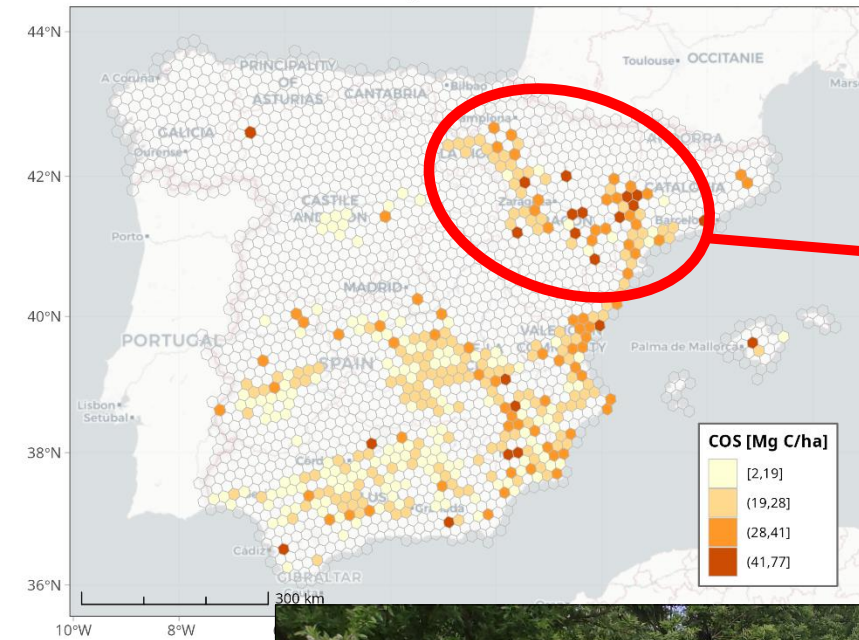 44°N
42°N
40°N
38°N
36°N
10°W
8°W
A Coruña
PRINCIPALITY
OF
ASTURIAS
CANTABRIA
Bilbao
Toulouse
OCCITANIE
GALICIA
Ourense
CASTILE
Zaragoza
CATALONIA
Barcelo
Porto
MADRID
PORTUGAL
SPAIN
Palma de Mallorca
Lisbon
Setúbal
Cádiz
GIBRALTAR
300 km
COS [Mg C/ha]
[2,19]
(19,28]
(28,41]
(41,77]